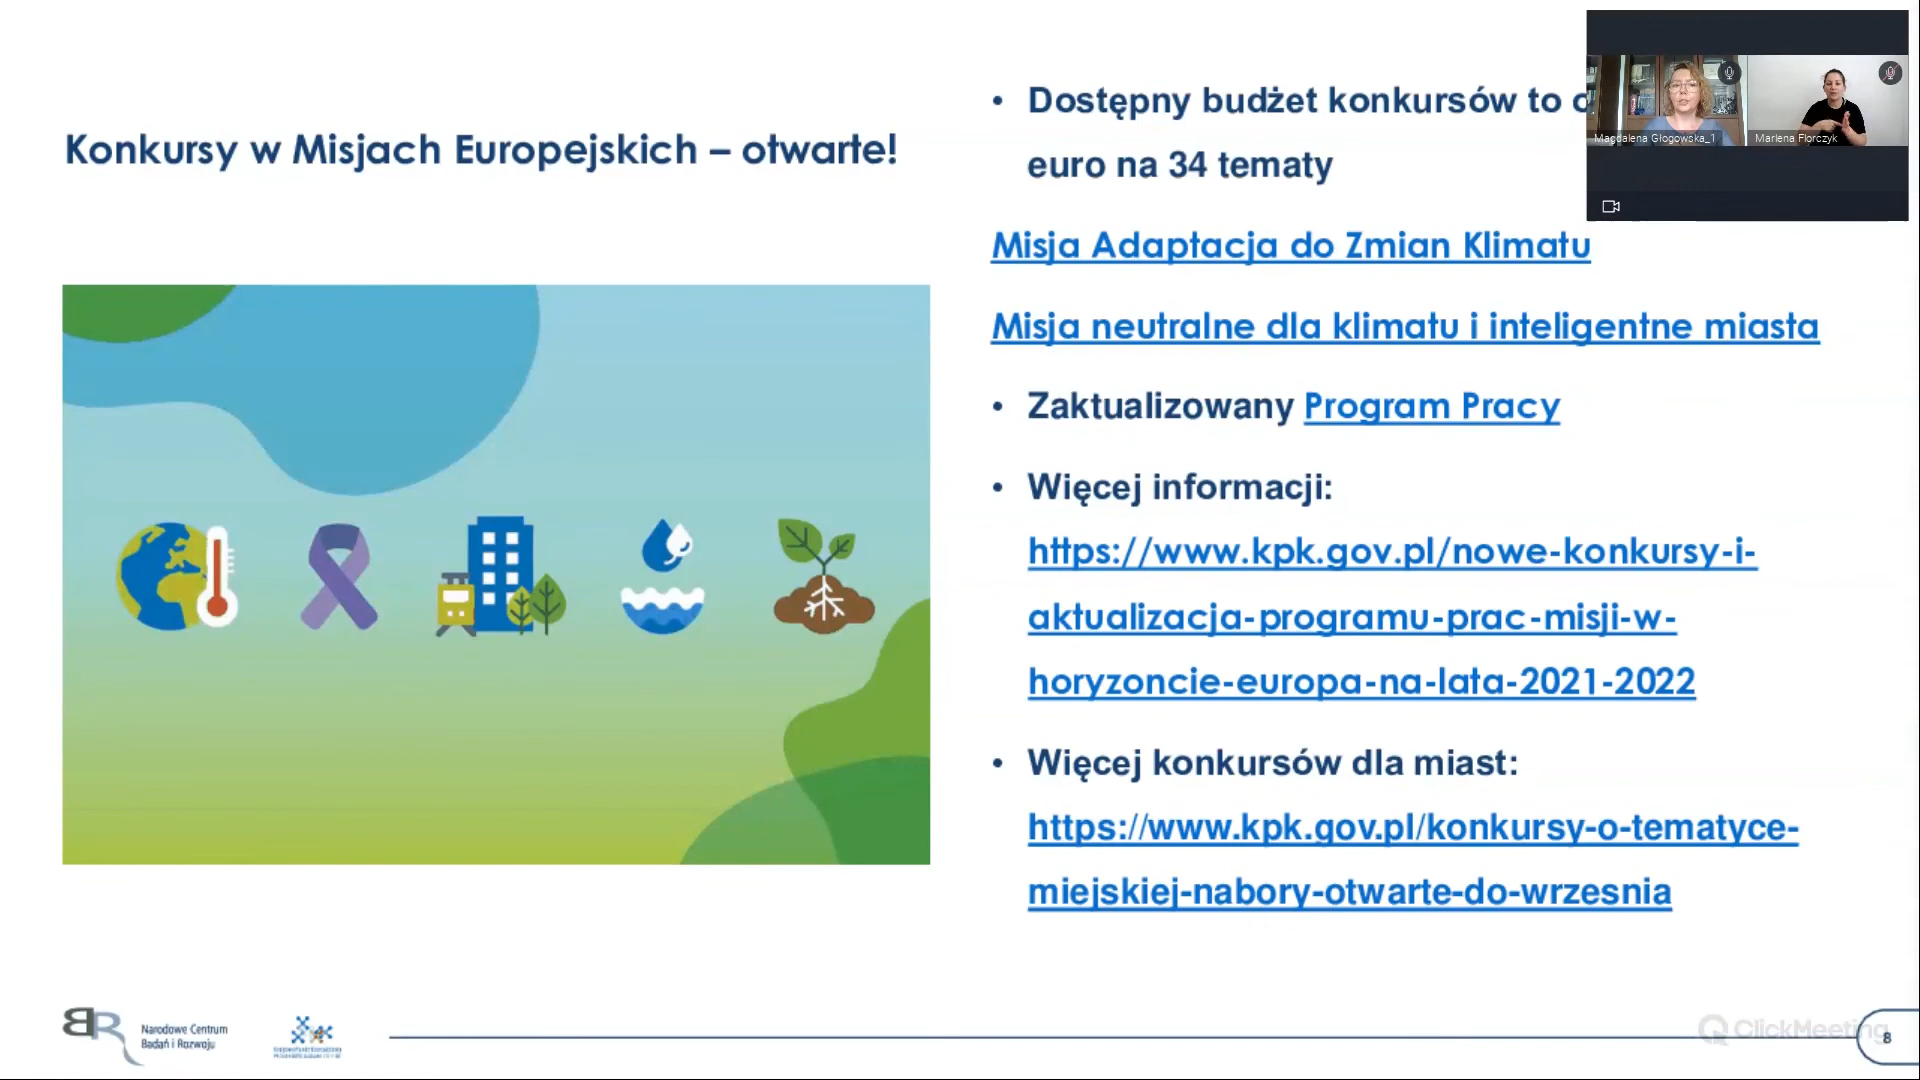 Konkursy w Misjach Europejskich – otwarte!
• Dostępny budżet konkursów to
euro na 34 tematy
Misja Adaptacja do Zmian Klimatu
Misja neutralne dla klimatu i inteligentne miasta
• Zaktualizowany Program Pracy
• Więcej informacji:
https://www.kpk.gov.pl/nowe-konkursy-i-
aktualizacja-programu-prac-misji-w-
horyzoncie-europa-na-lata-2021-2022
• Więcej konkursów dla miast:
https://www.kpk.gov.pl/konkursy-o-tematyce-
miejskiej-nabory-otwarte-do-wrzesnia
Magdalena Głogowska_1
Marlena Florczyk
BR
Narodowe Centrum
Badań i Rozwoju
ClickMeeting
8